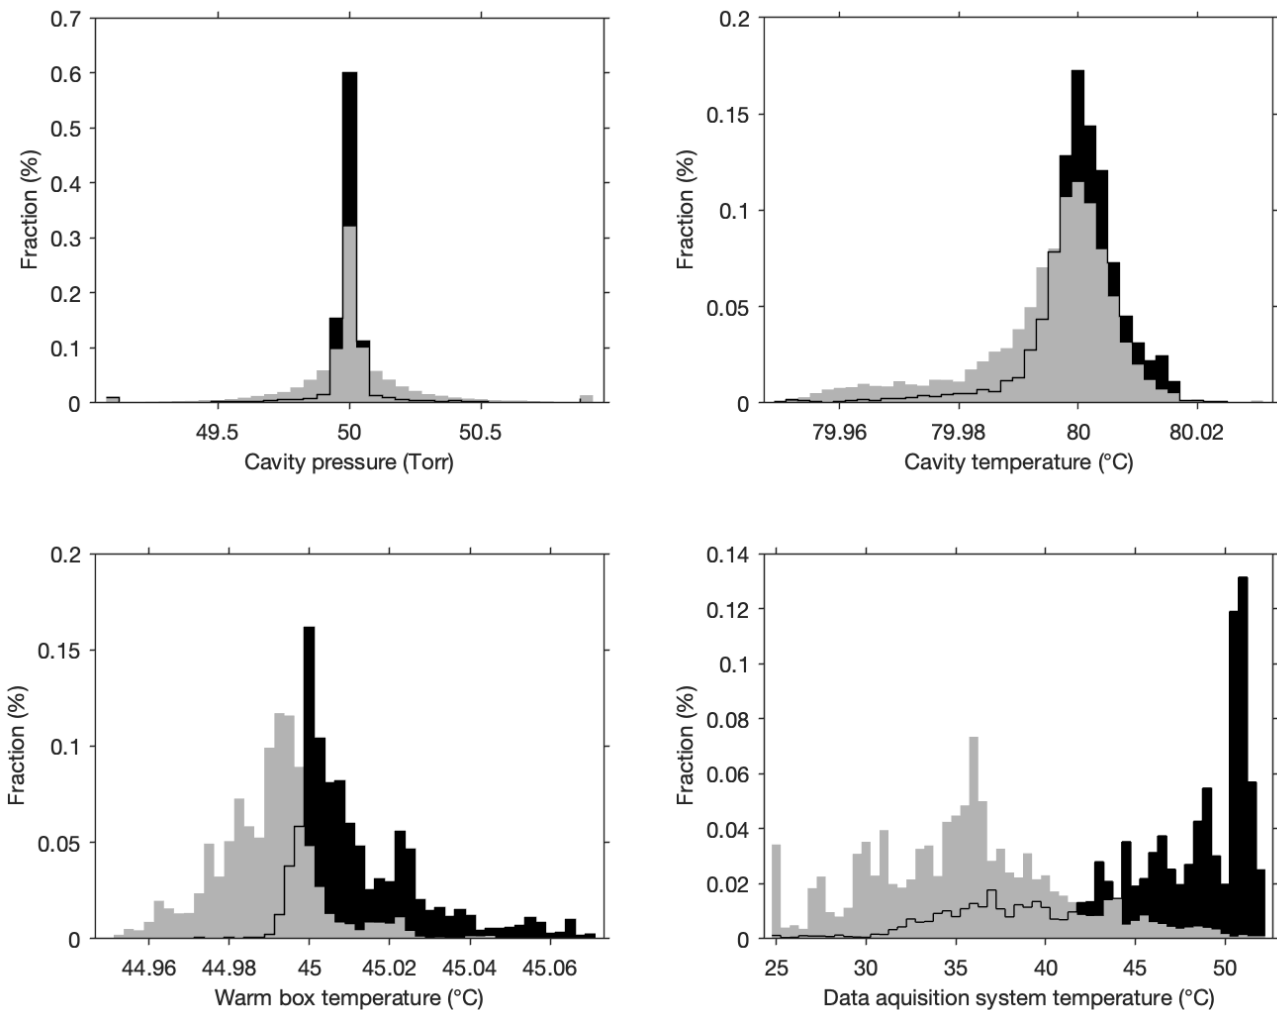 0.7
0.6
0.5
0.4
0.3
0.2
0.1
0
Fraction (%)
49.5 50 50.5
Cavity pressure (Torr)
0.2
0.15
0.1
0.05
0
Fraction (%)
79.96 79.98 80 80.02
Cavity temperature (°C)
0.2
0.15
0.1
0.05
0
Fraction (%)
44.96 44.98 45 45.02 45.04 45.06
Warm box temperature (°C)
0.14
0.12
0.1
0.08
0.06
0.04
0.02
0
Fraction (%)
25 30 35 40 45 50
Data aquisition system temperature (°C)